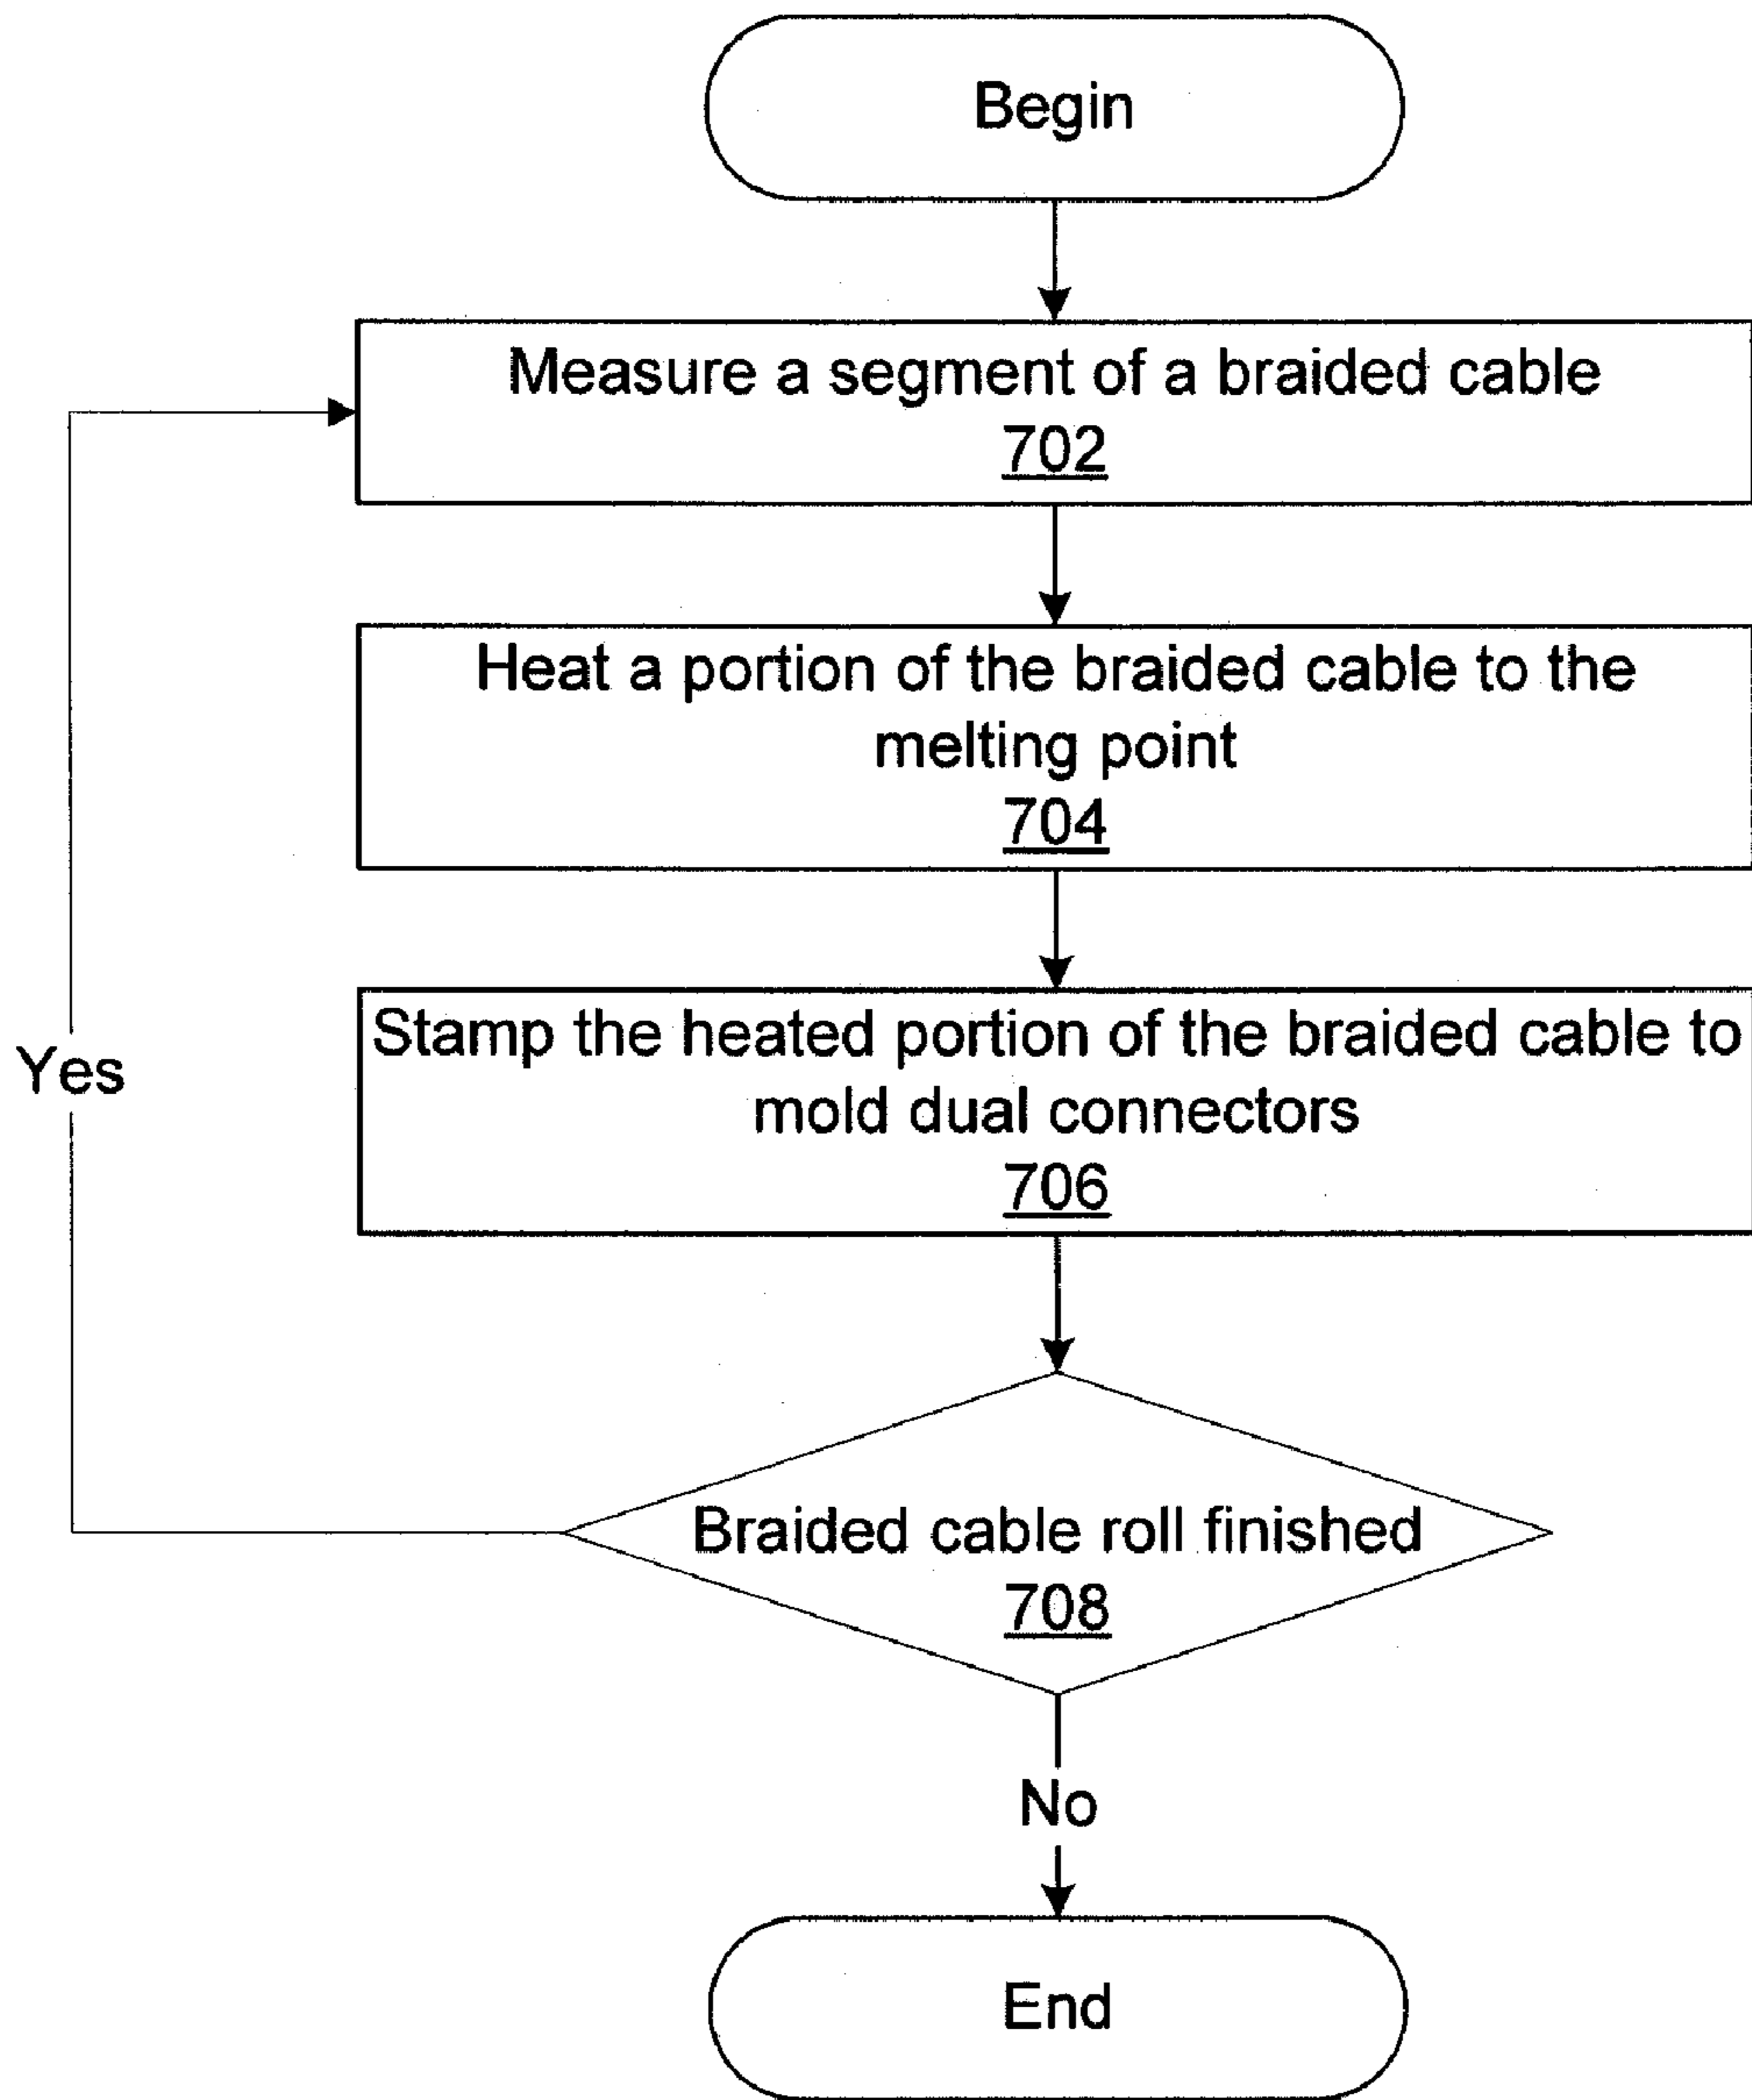 Begin
Measure a segment of a braided cable
702
Heat a portion of the braided cable to the
melting point
704
Stamp the heated portion of the braided cable to
mold dual connectors
706
Yes
Braided cable roll finished
708
No
End